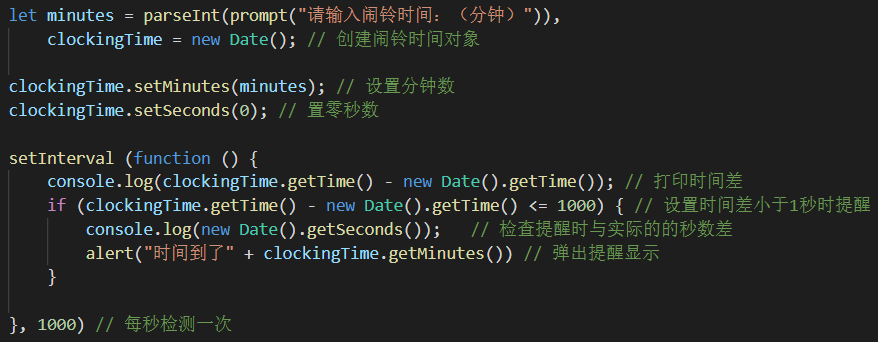 let minutes = parseInt(prompt("请输入闹铃时间：（分钟）")),
    clockingTime = new Date(); // 创建闹铃时间对象
clockingTime.setMinutes(minutes); // 设置分钟数
clockingTime.setSeconds(0); // 置零秒数
setInterval (function () {
    console.log(clockingTime.getTime() - new Date().getTime()); // 打印时间差
    if (clockingTime.getTime() - new Date().getTime() <= 1000) { // 设置时间差小于1秒时提醒
        console.log(new Date().getSeconds());   // 检查提醒时与实际的的秒数差
        alert("时间到了" + clockingTime.getMinutes()) // 弹出提醒显示
    }
}, 1000) // 每秒检测一次